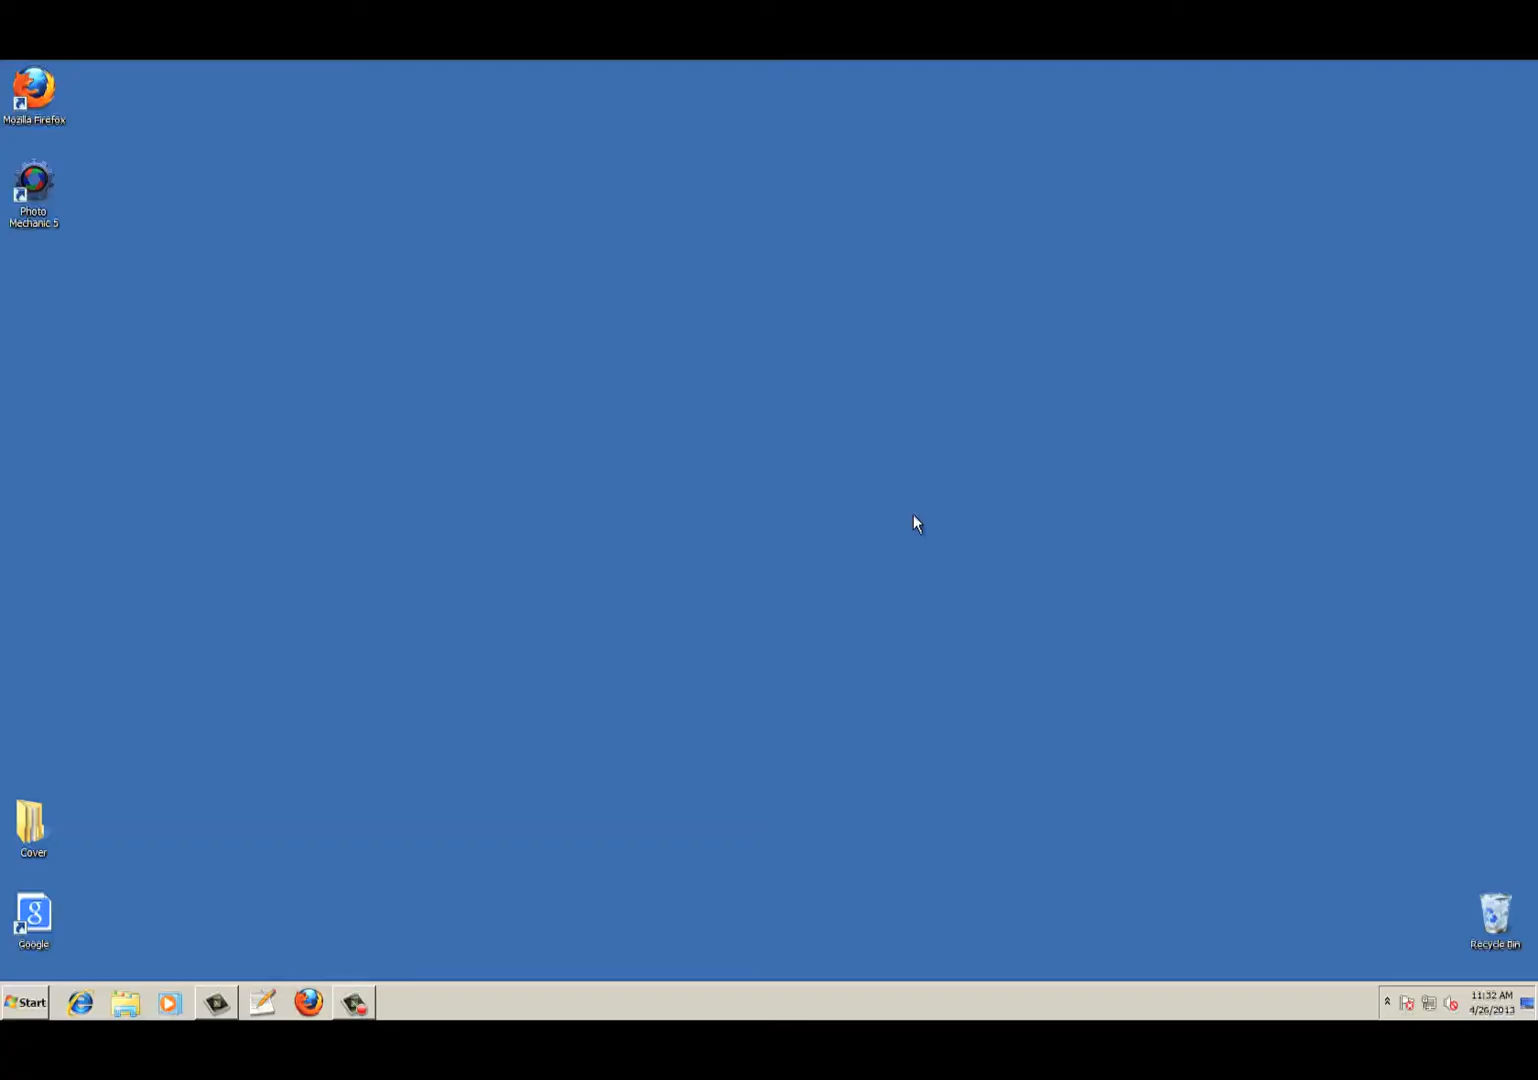 Mozilla Firefox
Photo
Mechanic 5
Cover
Google
Recycle Bin
Start
11:32 AM
4/26/2013